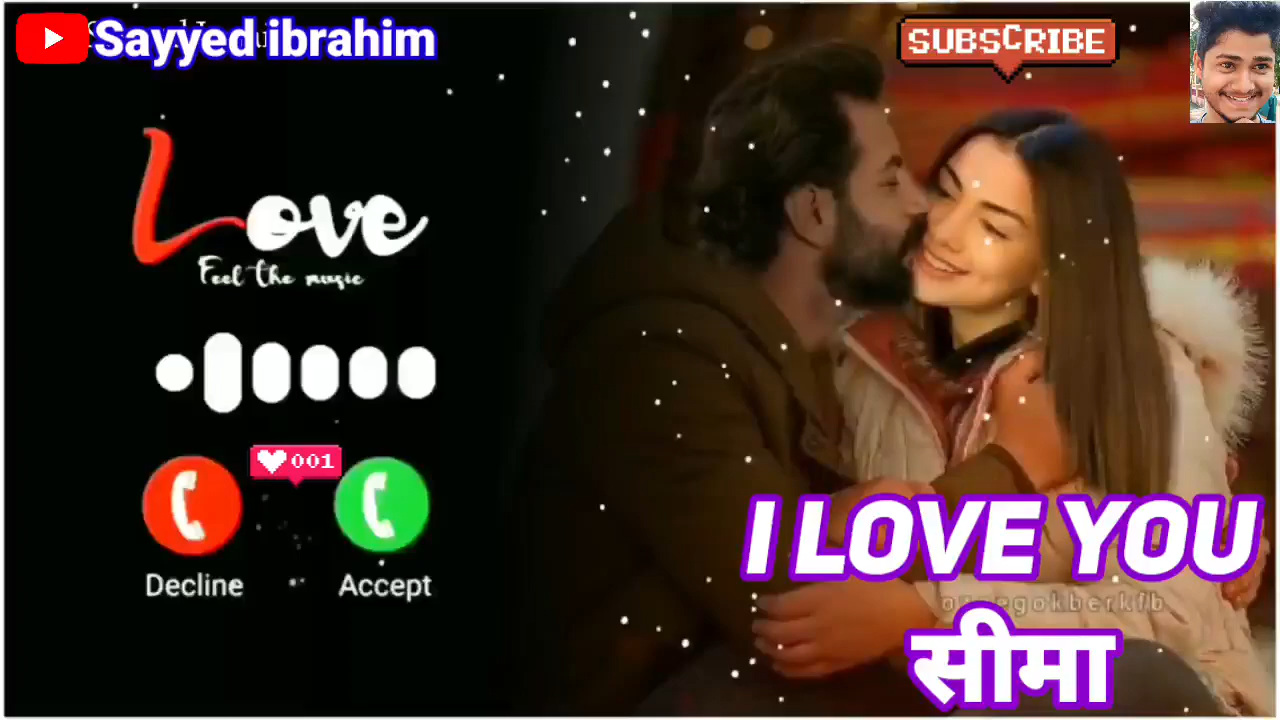 Sayyed ibrahim
SUBSCRIBE
Love
Feel the music
001
Decline
Accept
I LOVE YOU
सीमा